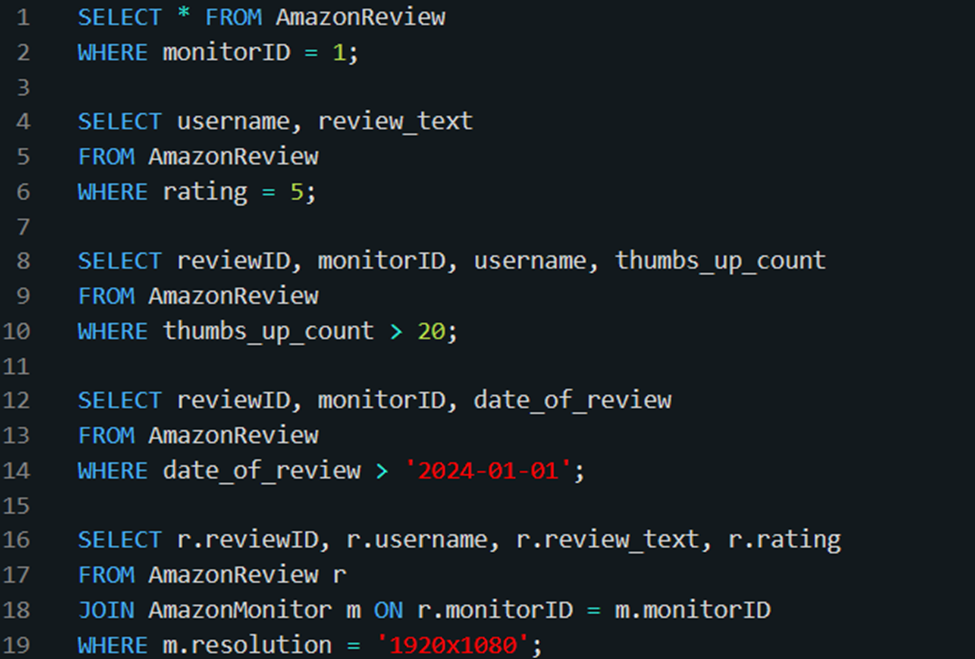 1 SELECT * FROM AmazonReview
2 WHERE monitorID = 1;
3
4 SELECT username, review_text
5 FROM AmazonReview
6 WHERE rating = 5;
7
8 SELECT reviewID, monitorID, username, thumbs_up_count
9 FROM AmazonReview
10 WHERE thumbs_up_count > 20;
11
12 SELECT reviewID, monitorID, date_of_review
13 FROM AmazonReview
14 WHERE date_of_review > '2024-01-01';
15
16 SELECT r.reviewID, r.username, r.review_text, r.rating
17 FROM AmazonReview r
18 JOIN AmazonMonitor m ON r.monitorID = m.monitorID
19 WHERE m.resolution = '1920x1080';